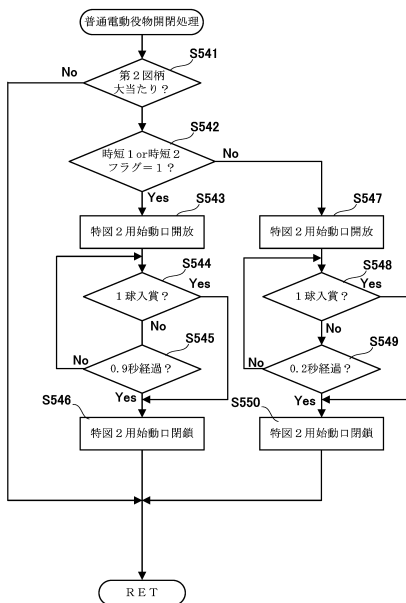 普通電動役物開閉処理
S541
No
第２図柄
大当たり？
S542
時短１or時短２
フラグ＝１？
No
Yes
S543
S547
特図２用始動口開放
特図２用始動口開放
S544
S548
１球入賞？
Yes
１球入賞？
Yes
No
No
S545
S549
No
0.9秒経過？
No
0.2秒経過？
Yes
Yes
S546
S550
特図２用始動口閉鎖
特図２用始動口閉鎖
ＲＥＴ